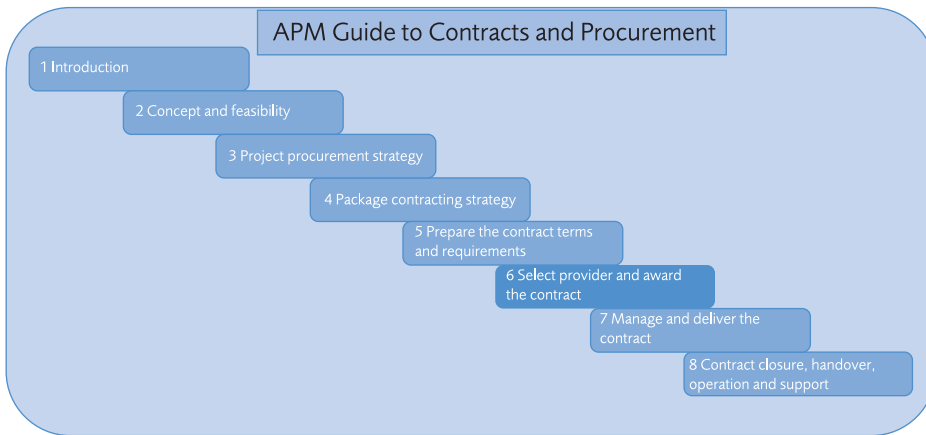 APM Guide to Contracts and Procurement
1 Introduction
2 Concept and feasibility
3 Project procurement strategy
4 Package contracting strategy
5 Prepare the contract terms
and requirements
6 Select provider and award
the contract
7 Manage and deliver the
contract
8 Contract closure, handover,
operation and support